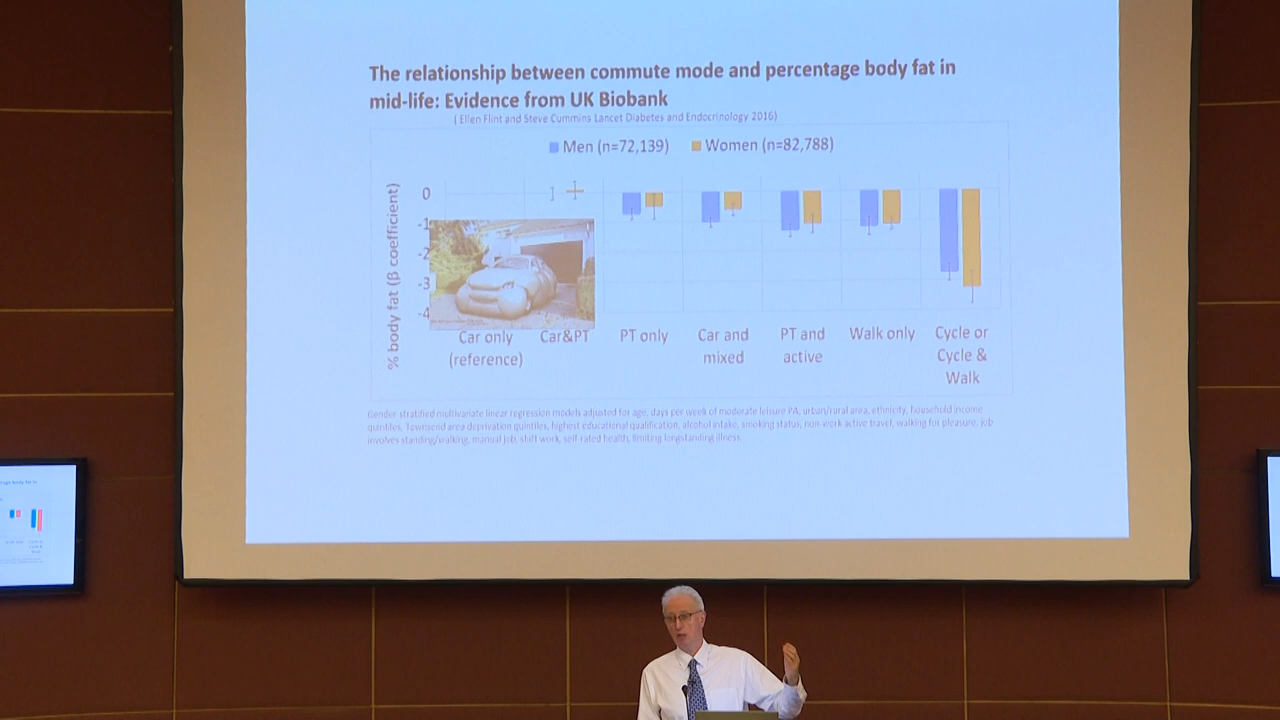 The relationship between commute mode and percentage body fat in
mid-life: Evidence from UK Biobank
( Ellen Flint and Steve Cummins Lancet Diabetes and Endocrinology 2016)
Men (n=72,139) Women (n=82,788)
% body fat (β coefficient)
0
-1
-2
-3
-4
Car only (reference)
Car&PT
PT only
Car and mixed
PT and active
Walk only
Cycle or Cycle & Walk
Gender-stratified multivariate linear regression models adjusted for age, days per week of moderate leisure PA, urban/rural area, ethnicity, household income
quintiles, Townsend area deprivation quintiles, highest educational qualification, alcohol intake, smoking status, non-work active travel, walking for pleasure, job
involves standing/walking, manual job, shift work, self-rated health, limiting longstanding illness.